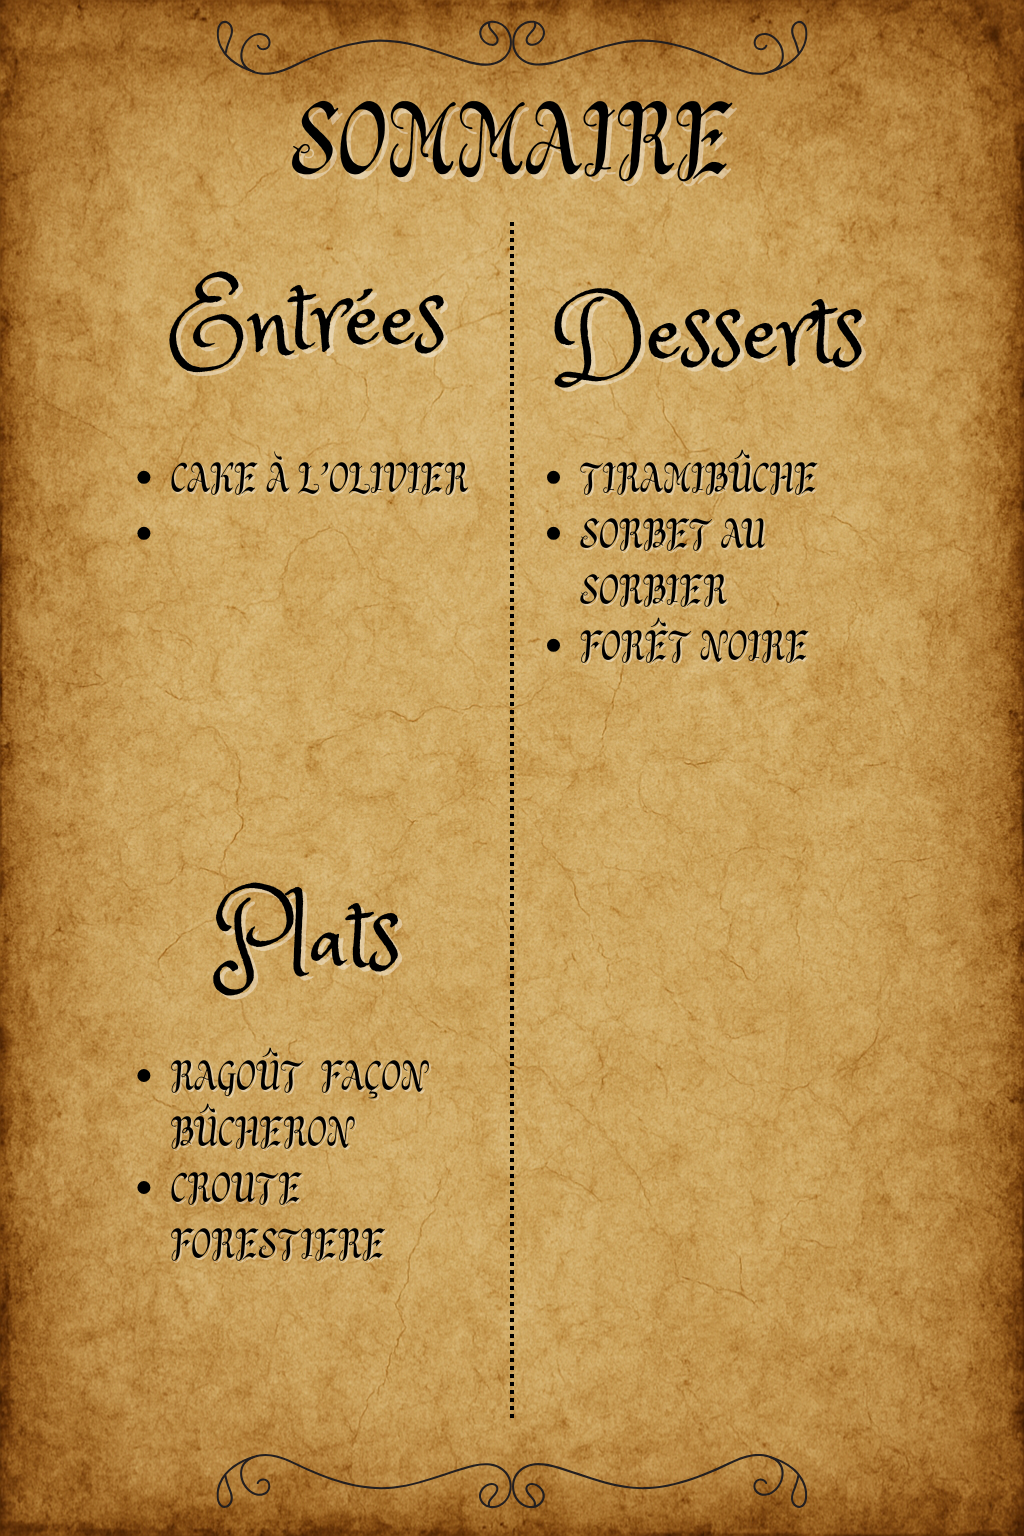 SOMMAIRE
Entrées
• CAKE À L'OLIVIER
•
Plats
• RAGOÛT FAÇON
BÛCHERON
• CROUTE
FORESTIERE
Desserts
• TIRAMIBÛCHE
• SORBET AU
SORBIER
• FORÊT NOIRE